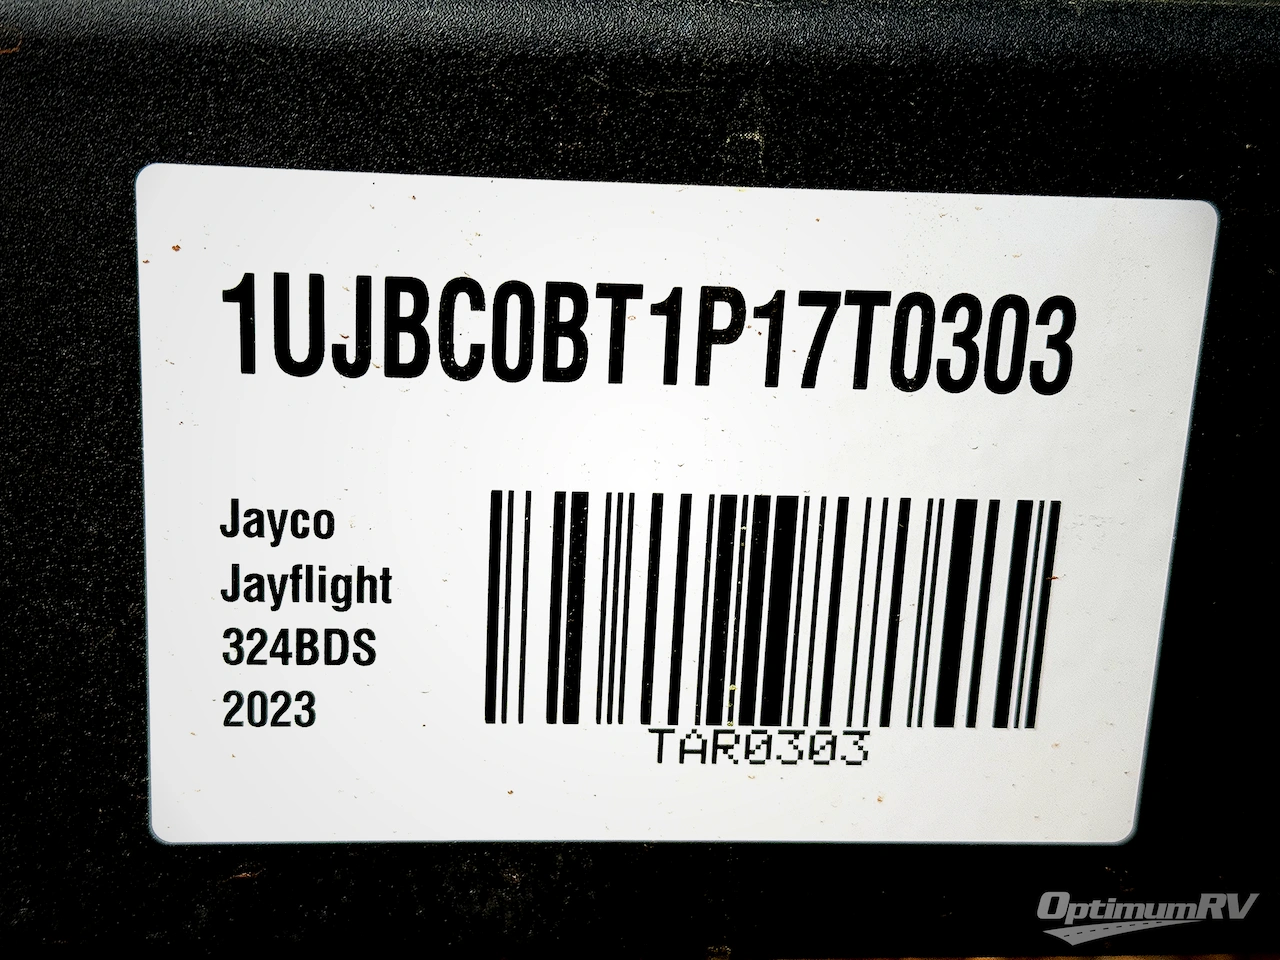 1UJBC0BT1P17T0303
Jayco
Jayflight
324BDS
2023
TAR0303
OptimumRV